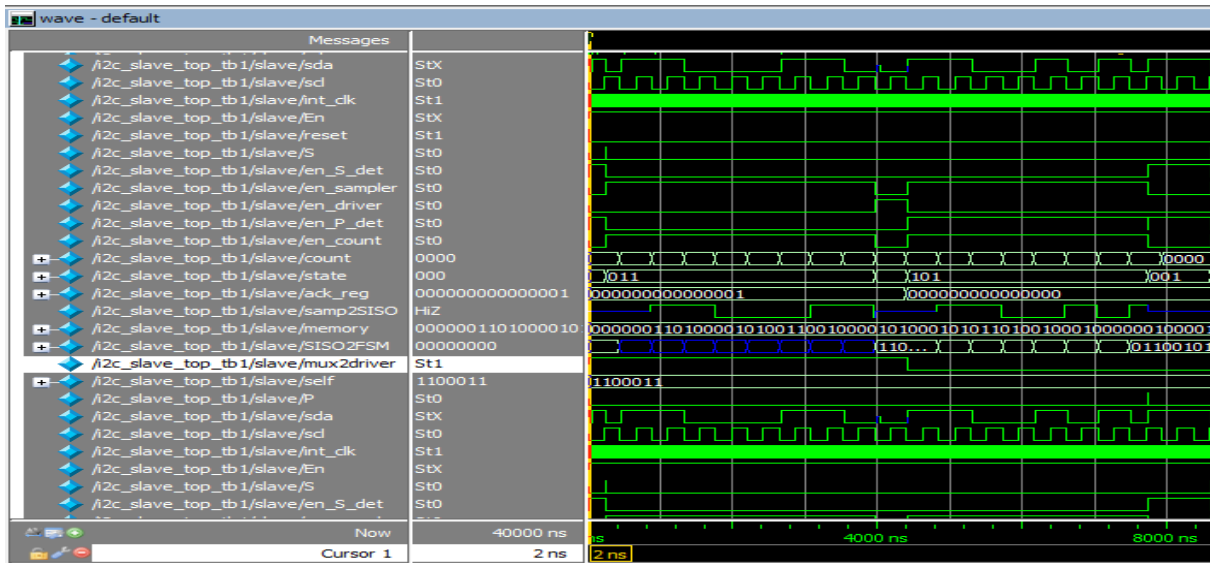 wave - default
Messages
/i2c_slave_top_tb1/slave/sda StX
/i2c_slave_top_tb1/slave/scl St0
/i2c_slave_top_tb1/slave/int_clk St1
/i2c_slave_top_tb1/slave/En StX
/i2c_slave_top_tb1/slave/reset St1
/i2c_slave_top_tb1/slave/S St0
/i2c_slave_top_tb1/slave/en_S_det St0
/i2c_slave_top_tb1/slave/en_sampler St0
/i2c_slave_top_tb1/slave/en_driver St0
/i2c_slave_top_tb1/slave/en_P_det St0
/i2c_slave_top_tb1/slave/en_count St0
/i2c_slave_top_tb1/slave/count 0000 0000
/i2c_slave_top_tb1/slave/state 000 011 101 001
/i2c_slave_top_tb1/slave/ack_reg 000000000000001 000000000000001 000000000000000
/i2c_slave_top_tb1/slave/samp2SISO HiZ
/i2c_slave_top_tb1/slave/memory 0000001101000010
/i2c_slave_top_tb1/slave/SISO2FSM 00000000 110... 01100101
/i2c_slave_top_tb1/slave/mux2driver St1
/i2c_slave_top_tb1/slave/self 1100011 1100011
/i2c_slave_top_tb1/slave/P St0
/i2c_slave_top_tb1/slave/sda StX
/i2c_slave_top_tb1/slave/scl St0
/i2c_slave_top_tb1/slave/int_clk St1
/i2c_slave_top_tb1/slave/En StX
/i2c_slave_top_tb1/slave/S St0
/i2c_slave_top_tb1/slave/en_S_det St0
Now 40000 ns ns 4000 ns 8000 ns
Cursor 1 2 ns 2 ns